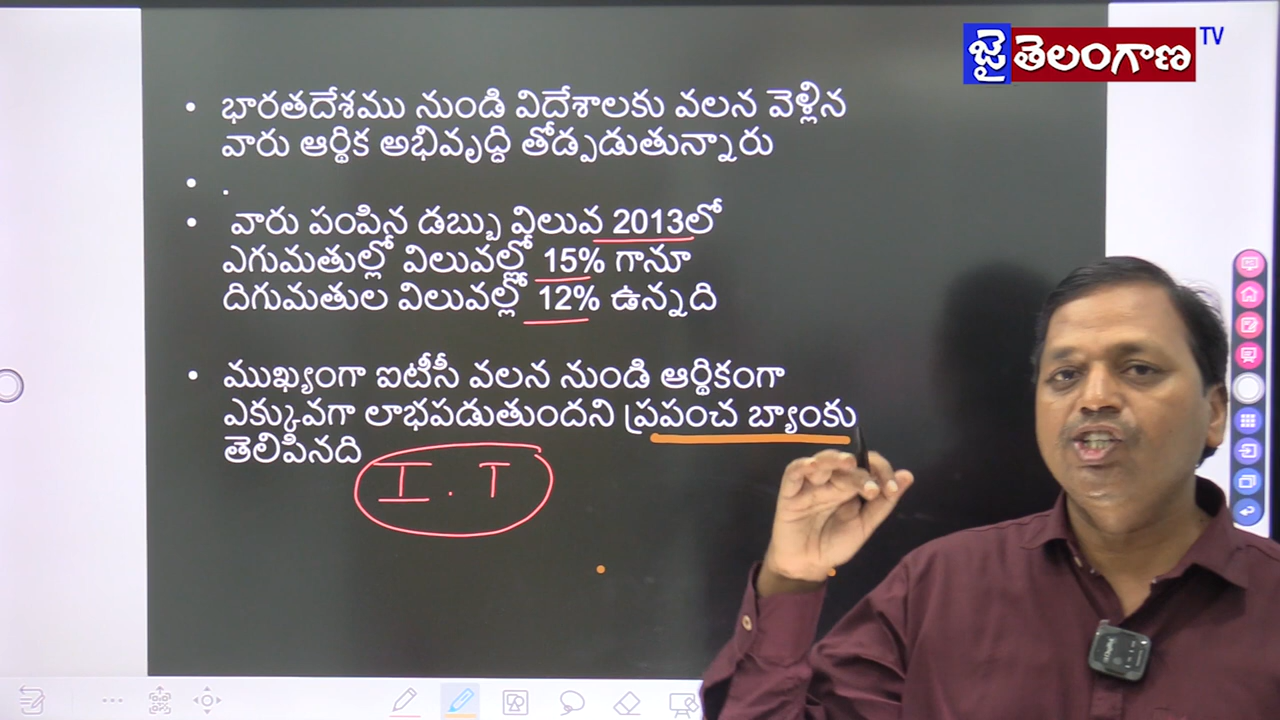 జై తెలంగాణ TV
• భారతదేశము నుండి విదేశాలకు వలన వెళ్లిన
వారు ఆర్థిక అభివృద్ధి తోడ్పడుతున్నారు
• .
• వారు పంపిన డబ్బు విలువ 2013లో
ఎగుమతుల్లో విలువల్లో 15% గానూ
దిగుమతుల విలువల్లో 12% ఉన్నది
• ముఖ్యంగా ఐటీసీ వలన నుండి ఆర్థికంగా
ఎక్కువగా లాభపడుతుందని ప్రపంచ బ్యాంకు
తెలిపినది
I . T